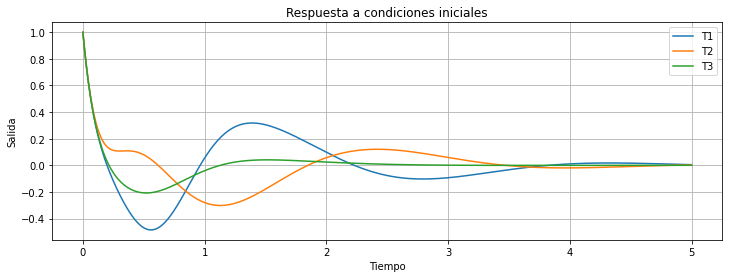 Respuesta a condiciones iniciales
T1
T2
T3
Salida
1.0
0.8
0.6
0.4
0.2
0.0
−0.2
−0.4
0 1 2 3 4 5
Tiempo